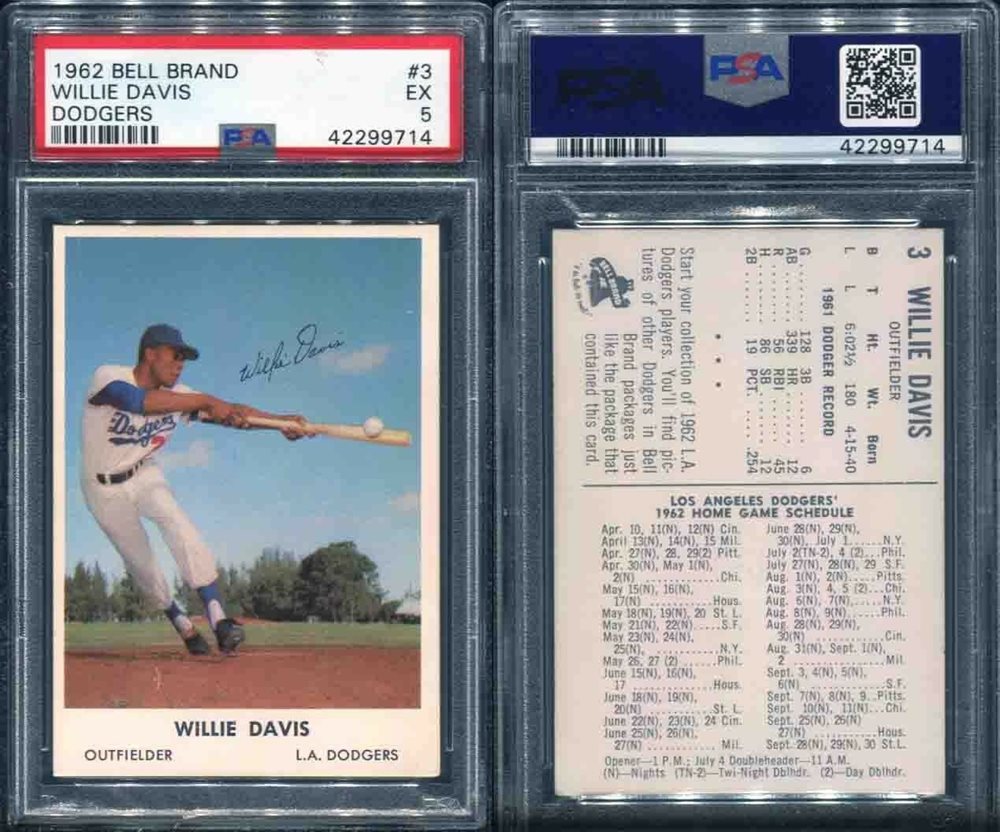 1962 BELL BRAND #3
WILLIE DAVIS EX
DODGERS 5
PSA 42299714
Willie Davis
Dodgers
WILLIE DAVIS
OUTFIELDER L.A. DODGERS
PSA PSA
42299714
3 WILLIE DAVIS
OUTFIELDER
B T Ht. Wt. Born
L L 6:02½ 180 4-15-40
1961 DODGER RECORD
G ........ 128 3B ........ 6
AB ........ 339 HR ........ 12
R ........ 56 RBI ........ 45
H ........ 86 SB ........ 12
2B ........ 19 PCT. ..... .254
Start your collection of 1962 L.A.
Dodgers players. You'll find pic-
tures of other Dodgers in Bell
Brand packages just
like the package that
contained this card.
BELL BRAND
LOS ANGELES DODGERS'
1962 HOME GAME SCHEDULE
Apr. 10, 11(N), 12(N) Cin.
April 13(N), 14(N), 15 Mil.
Apr. 27(N), 28, 29(2) Pitt.
Apr. 30(N), May 1(N),
2(N) ..............Chi.
May 15(N), 16(N),
17(N) ............Hous.
May 18(N), 19(N), 20 St. L.
May 21(N), 22(N).....S.F.
May 23(N), 24(N),
25(N), ............N.Y.
May 26, 27 (2) ......Phil.
June 15(N), 16(N),
17 ................Hous.
June 18(N), 19(N),
20(N) ............St. L.
June 22(N), 23(N), 24 Cin.
June 25(N), 26(N),
27(N) .............. Mil.
June 28(N), 29(N),
30(N), July 1......N.Y.
July 2(TN-2), 4 (2)...Phil.
July 27(N), 28(N), 29 S.F.
Aug. 1(N), 2(N).....Pitts.
Aug. 3(N), 4, 5 (2)...Chi.
Aug. 6(N), 7(N),.....N.Y.
Aug. 8(N), 9(N) .....Phil.
Aug. 28(N), 29(N),
30(N) ..............Cin.
Aug. 31(N), Sept. 1(N),
2 ..................Mil.
Sept. 3, 4(N), 5(N),
6(N) ...............S.F.
Sept. 7(N), 8(N), 9..Pitts.
Sept. 10(N), 11(N)...Chi.
Sept. 25(N), 26(N)
27(N) ............Hous.
Sept. 28(N), 29(N), 30 St.L.
Opener—1 P.M.; July 4 Doubleheader—11 A.M.
(N)—Nights (TN-2)—Twi-Night Dblhdr. (2)—Day Dblhdr.